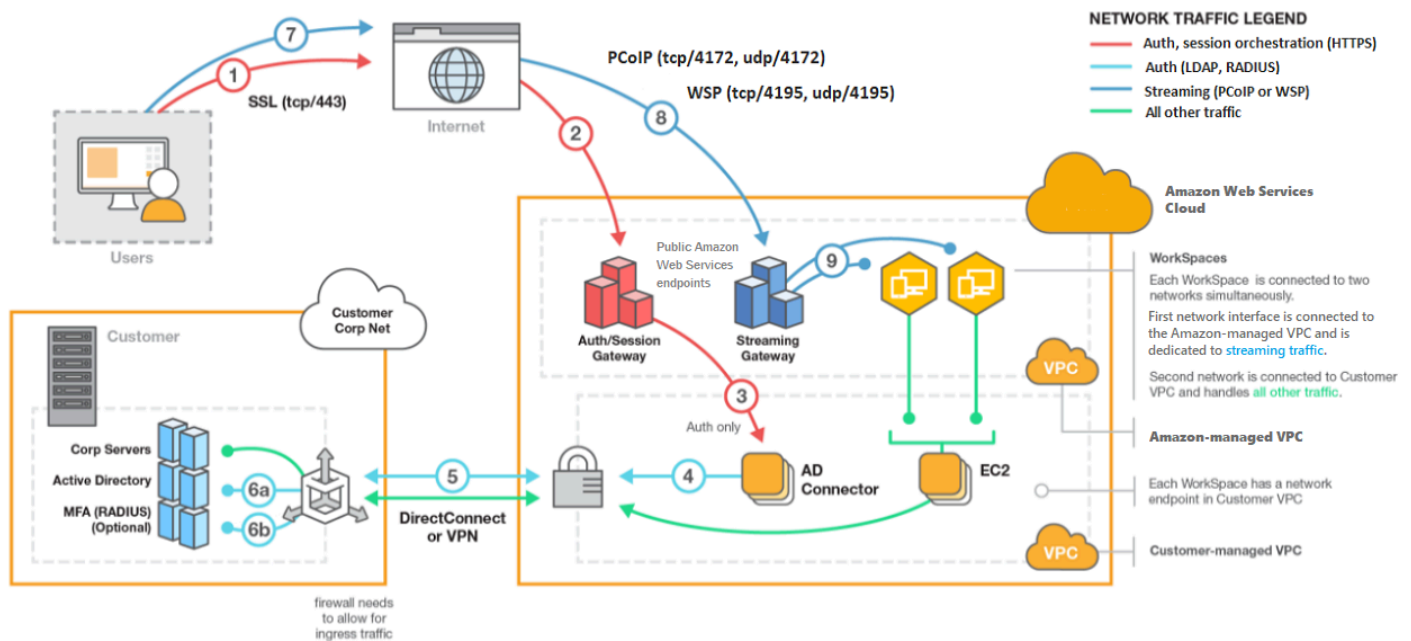 NETWORK TRAFFIC LEGEND
Auth, session orchestration (HTTPS)
Auth (LDAP, RADIUS)
Streaming (PCoIP or WSP)
All other traffic
7
1
SSL (tcp/443)
Internet
PCoIP (tcp/4172, udp/4172)
WSP (tcp/4195, udp/4195)
2
8
Users
Amazon Web Services
Cloud
Public Amazon
Web Services
endpoints
9
Auth/Session
Gateway
Streaming
Gateway
WorkSpaces
Each WorkSpace is connected to two
networks simultaneously.
First network interface is connected to
the Amazon-managed VPC and is
dedicated to streaming traffic.
Second network is connected to Customer
VPC and handles all other traffic.
VPC
Amazon-managed VPC
Customer
Corp Net
Customer
Corp Servers
Active Directory
MFA (RADIUS)
(Optional)
6a
6b
5
DirectConnect
or VPN
3
Auth only
4
AD
Connector
EC2
Each WorkSpace has a network
endpoint in Customer VPC
VPC
Customer-managed VPC
firewall needs
to allow for
ingress traffic